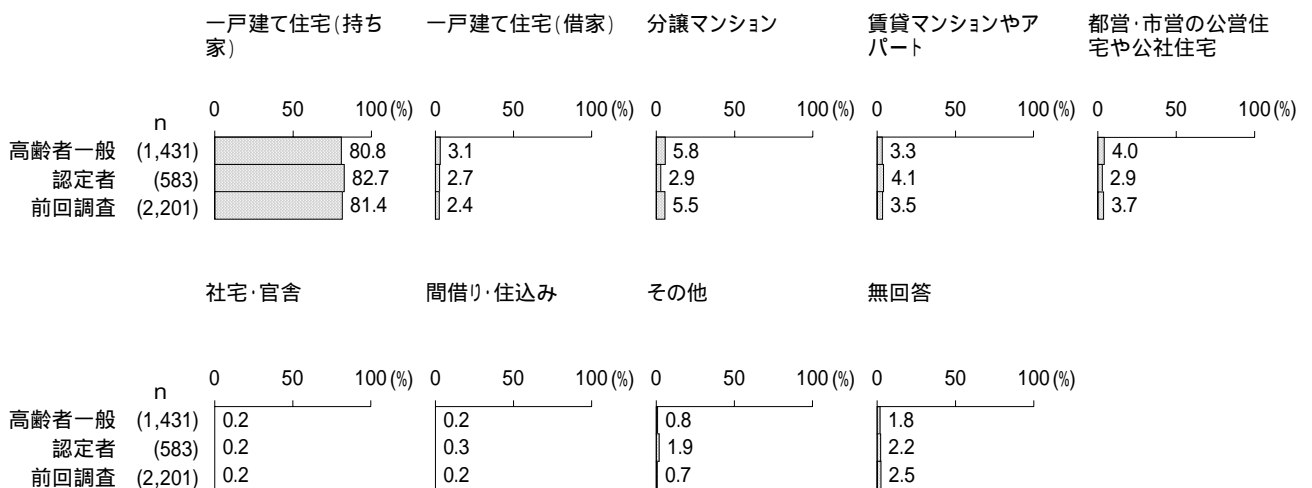 一戸建て住宅(持ち家) 一戸建て住宅(借家) 分譲マンション 賃貸マンションやアパート 都営・市営の公営住宅や公社住宅
n 0 50 100(%) 0 50 100(%) 0 50 100(%) 0 50 100(%) 0 50 100(%)
高齢者一般 (1,431) 80.8 3.1 5.8 3.3 4.0
認定者 (583) 82.7 2.7 2.9 4.1 2.9
前回調査 (2,201) 81.4 2.4 5.5 3.5 3.7
社宅・官舎 間借り・住込み その他 無回答
n 0 50 100(%) 0 50 100(%) 0 50 100(%) 0 50 100(%)
高齢者一般 (1,431) 0.2 0.2 0.8 1.8
認定者 (583) 0.2 0.3 1.9 2.2
前回調査 (2,201) 0.2 0.2 0.7 2.5